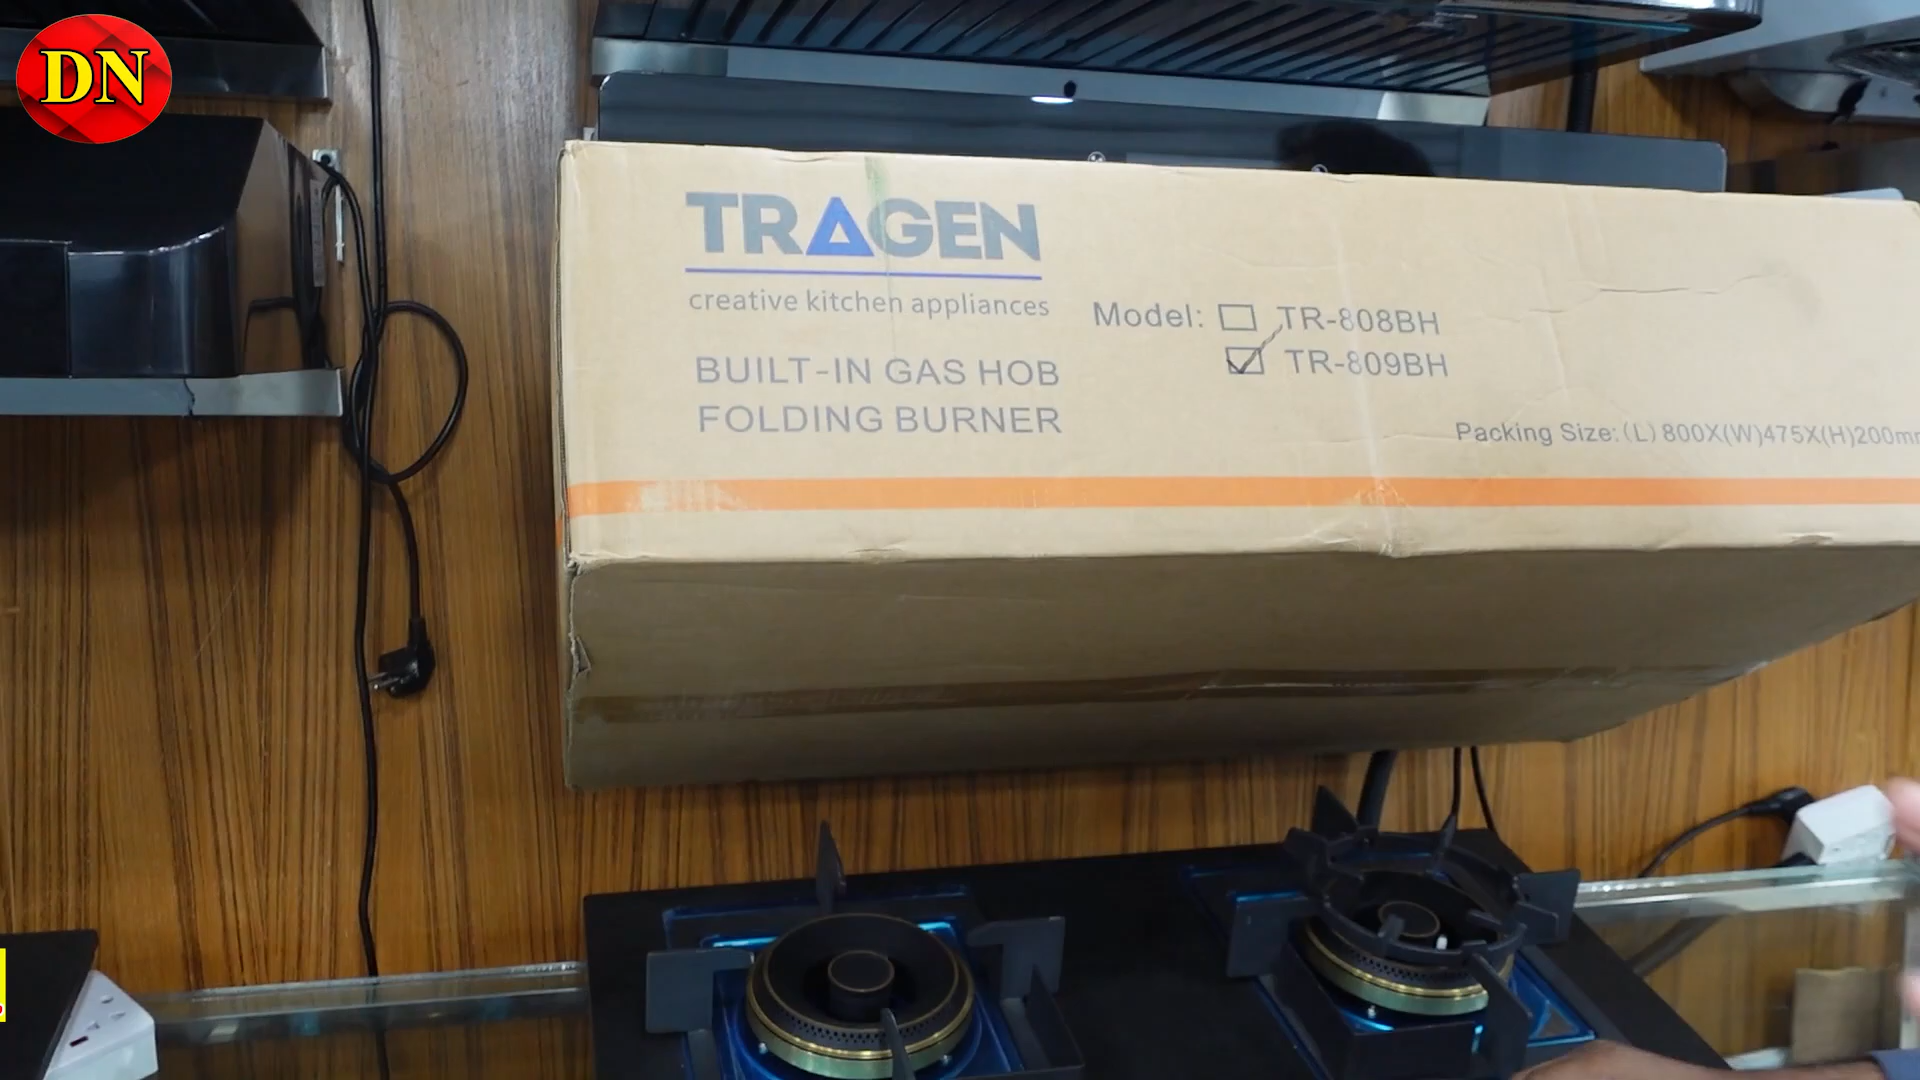 DN
TRAGEN
creative kitchen appliances
BUILT-IN GAS HOB
FOLDING BURNER
Model: TR-808BH
TR-809BH
Packing Size:(L) 800X(W)475X(H)200mm